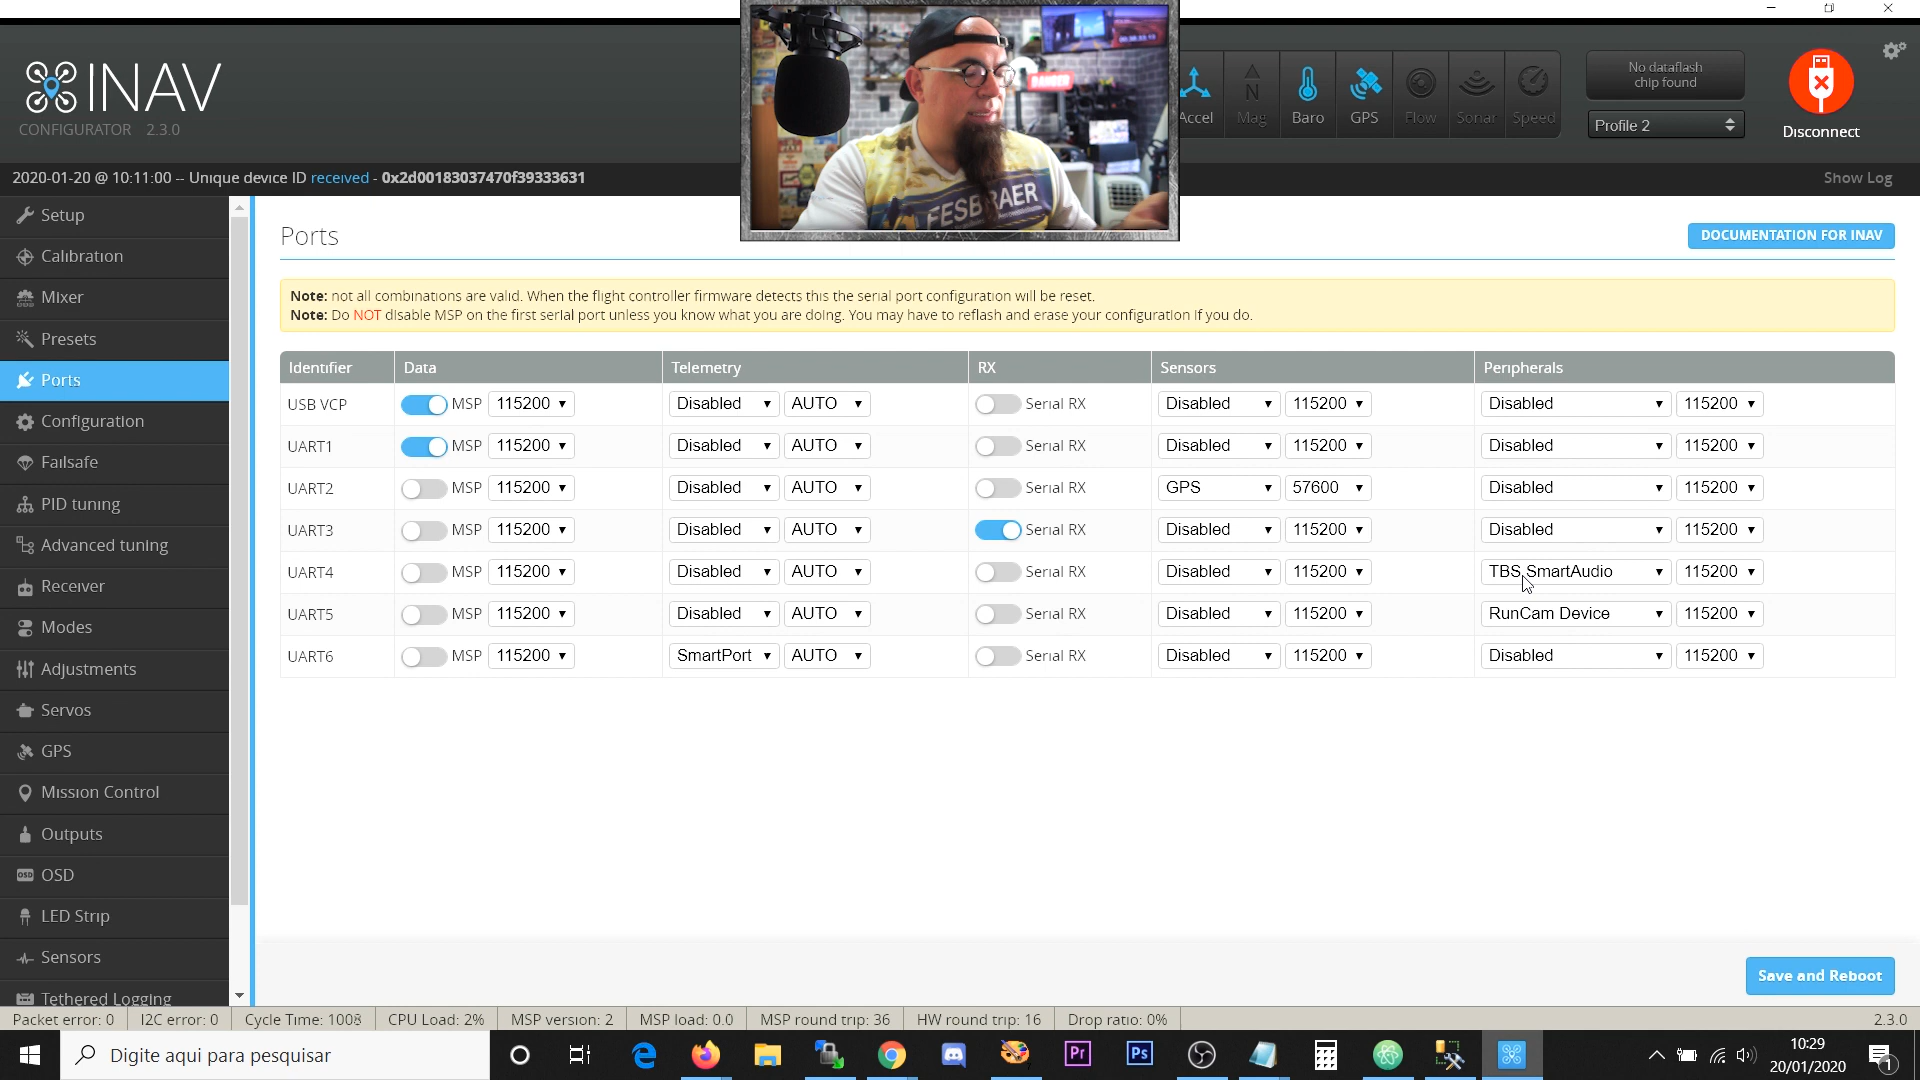 INAV
CONFIGURATOR 2.3.0
DANGER
FESBRAER
Accel
Mag
Baro
GPS
Flow
Sonar
Speed
No dataflash
chip found
Profile 2
Disconnect
2020-01-20 @ 10:11:00 -- Unique device ID received - 0x2d00183037470f39333631
Show Log
Setup
Calibration
Mixer
Presets
Ports
Configuration
Failsafe
PID tuning
Advanced tuning
Receiver
Modes
Adjustments
Servos
GPS
Mission Control
Outputs
OSD
LED Strip
Sensors
Tethered Logging
Ports
DOCUMENTATION FOR INAV
Note: not all combinations are valid. When the flight controller firmware detects this the serial port configuration will be reset.
Note: Do NOT disable MSP on the first serial port unless you know what you are doing. You may have to reflash and erase your configuration if you do.
Identifier Data Telemetry RX Sensors Peripherals
USB VCP MSP 115200 Disabled AUTO Serial RX Disabled 115200 Disabled 115200
UART1 MSP 115200 Disabled AUTO Serial RX Disabled 115200 Disabled 115200
UART2 MSP 115200 Disabled AUTO Serial RX GPS 57600 Disabled 115200
UART3 MSP 115200 Disabled AUTO Serial RX Disabled 115200 Disabled 115200
UART4 MSP 115200 Disabled AUTO Serial RX Disabled 115200 TBS SmartAudio 115200
UART5 MSP 115200 Disabled AUTO Serial RX Disabled 115200 RunCam Device 115200
UART6 MSP 115200 SmartPort AUTO Serial RX Disabled 115200 Disabled 115200
Save and Reboot
Packet error: 0 I2C error: 0 Cycle Time: 1008 CPU Load: 2% MSP version: 2 MSP load: 0.0 MSP round trip: 36 HW round trip: 16 Drop ratio: 0% 2.3.0
Digite aqui para pesquisar
Pr
Ps
10:29
20/01/2020
1